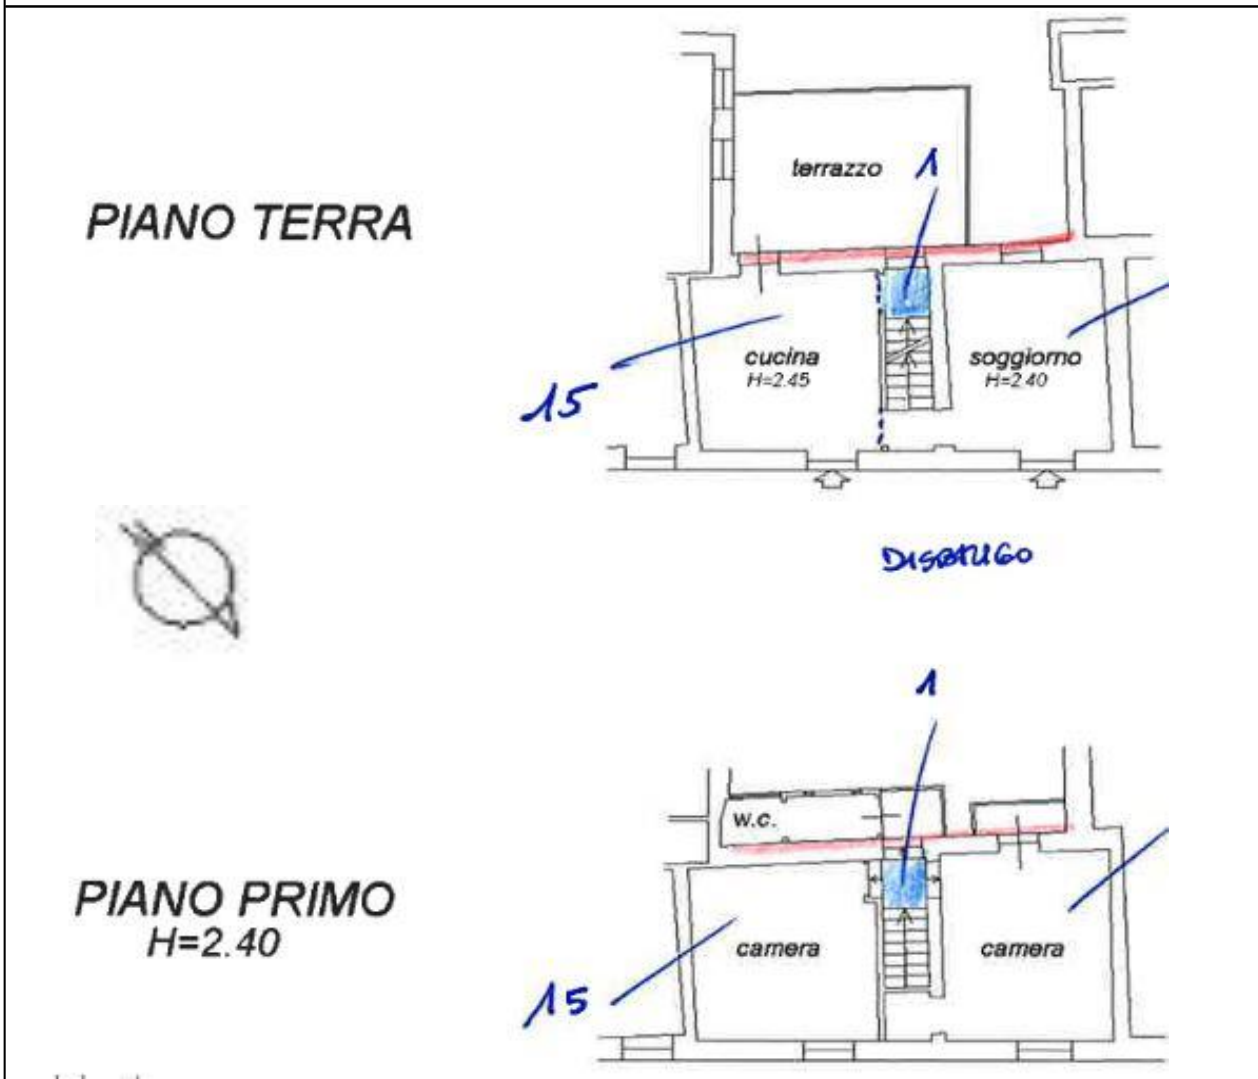 terrazzo
1
PIANO TERRA
cucina
H=2.45
soggiorno
H=2.40
15
1
w.c.
PIANO PRIMO
H=2.40
camera
camera
15